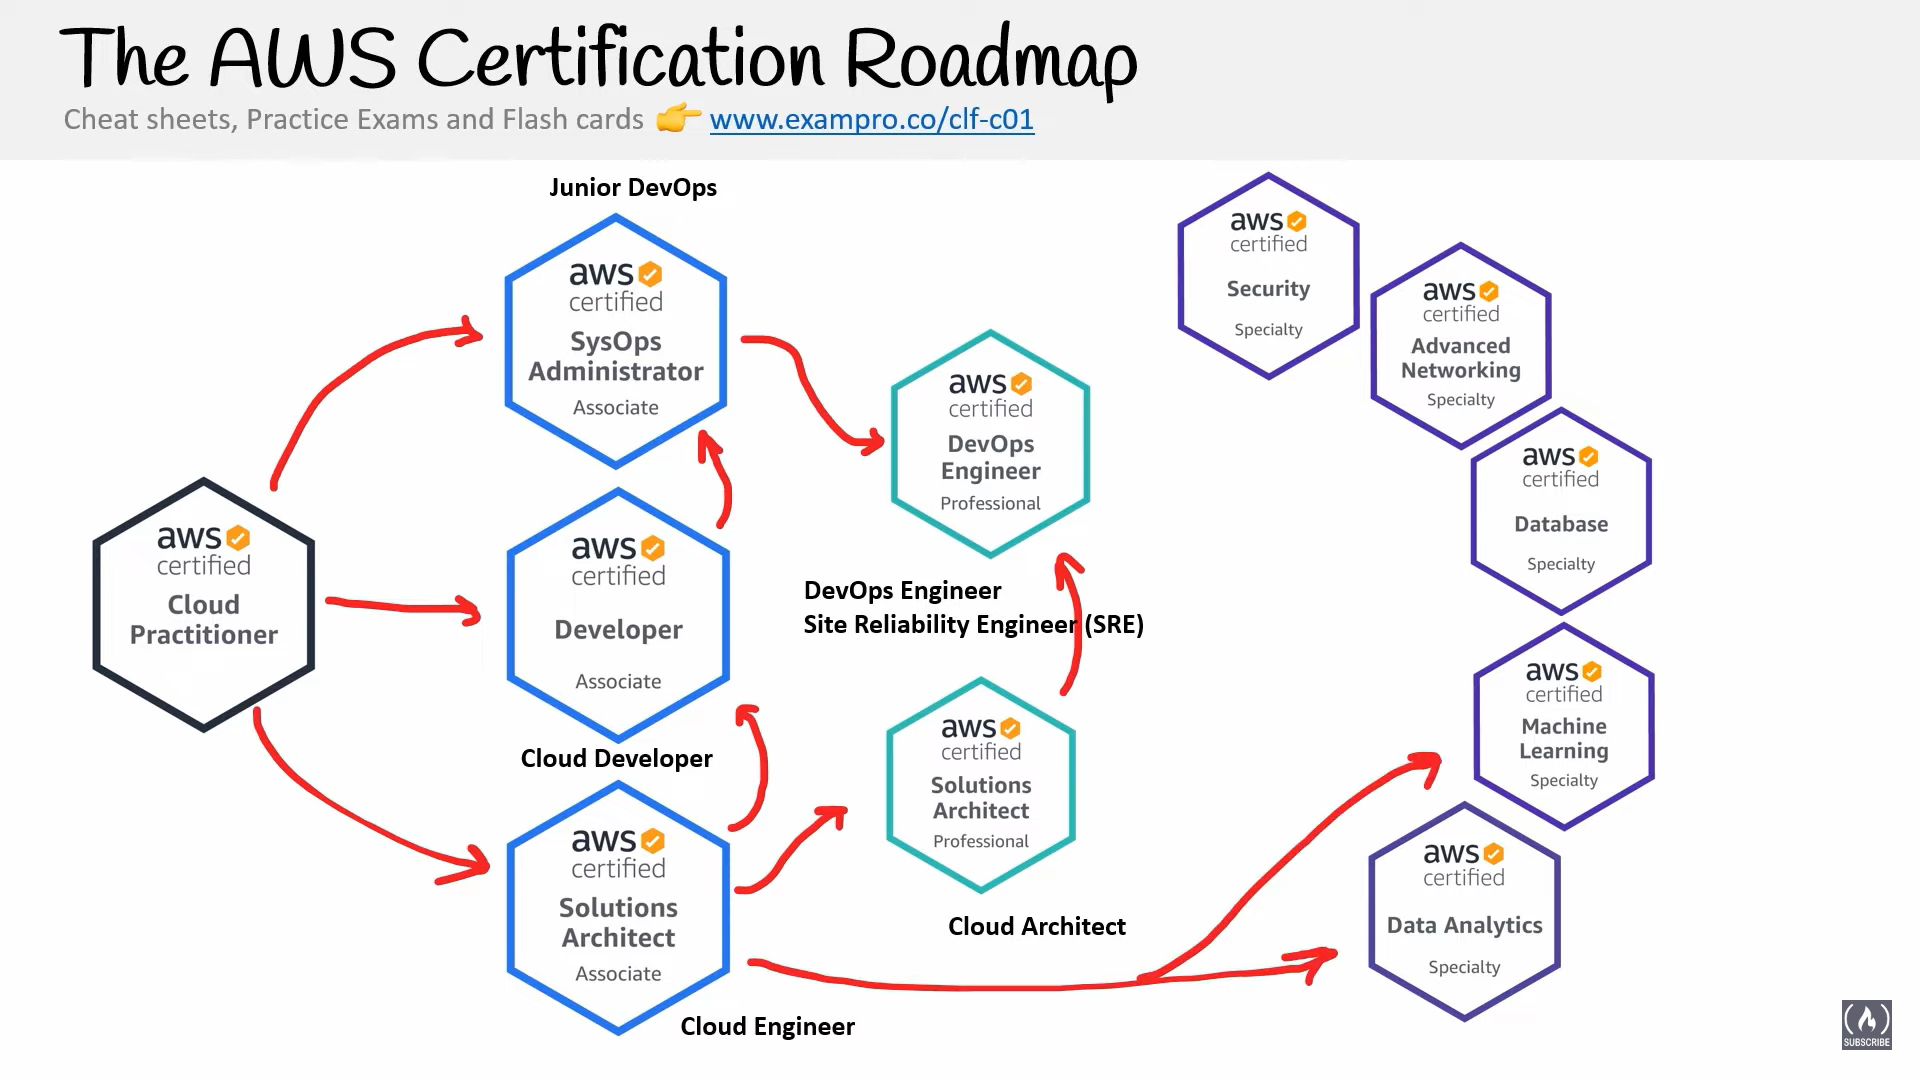 The AWS Certification Roadmap
Cheat sheets, Practice Exams and Flash cards 👉 www.exampro.co/clf-c01
Junior DevOps
aws
certified
SysOps
Administrator
Associate
aws
certified
Cloud
Practitioner
aws
certified
Developer
Associate
Cloud Developer
aws
certified
Solutions
Architect
Associate
Cloud Engineer
aws
certified
DevOps
Engineer
Professional
DevOps Engineer
Site Reliability Engineer (SRE)
aws
certified
Solutions
Architect
Professional
Cloud Architect
aws
certified
Security
Specialty
aws
certified
Advanced
Networking
Specialty
aws
certified
Database
Specialty
aws
certified
Machine
Learning
Specialty
aws
certified
Data Analytics
Specialty
SUBSCRIBE